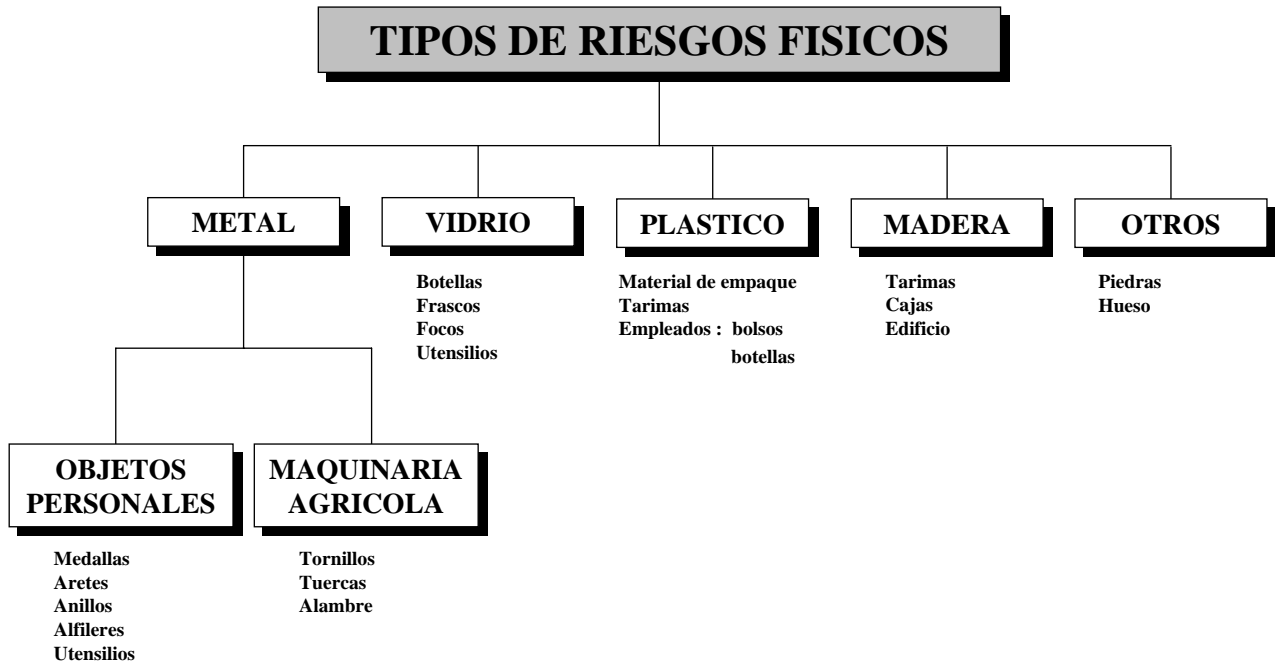 TIPOS DE RIESGOS FISICOS
METAL
VIDRIO
PLASTICO
MADERA
OTROS
Botellas
Frascos
Focos
Utensilios
Material de empaque
Tarimas
Empleados : bolsos
botellas
Tarimas
Cajas
Edificio
Piedras
Hueso
OBJETOS
PERSONALES
MAQUINARIA
AGRICOLA
Medallas
Aretes
Anillos
Alfileres
Utensilios
Tornillos
Tuercas
Alambre